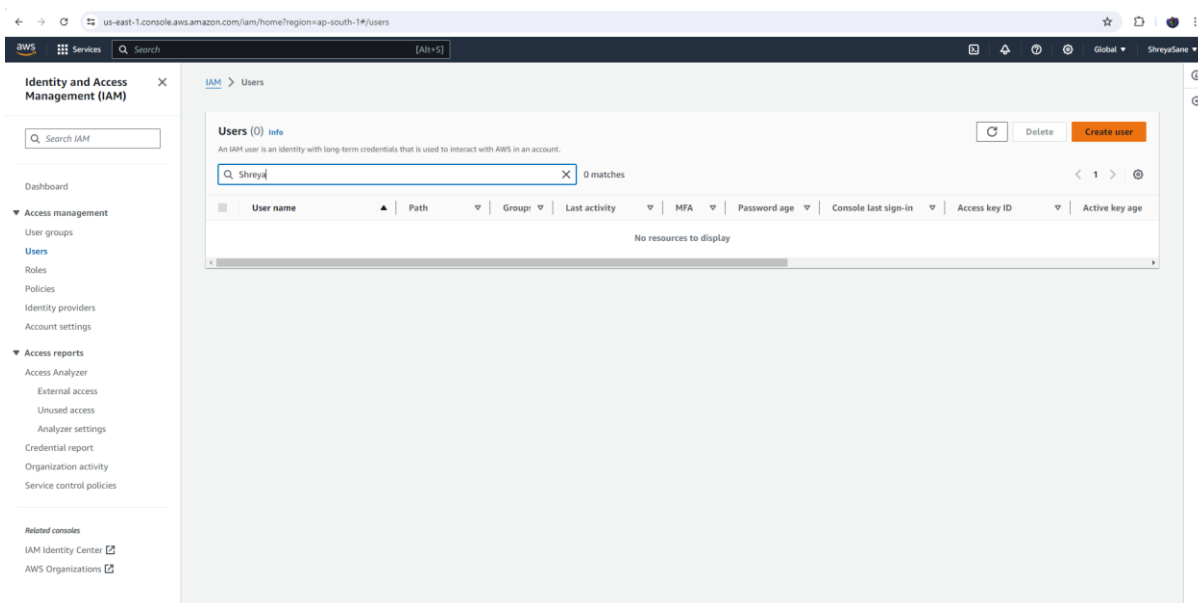 us-east-1.console.aws.amazon.com/iam/home?region=ap-south-1#/users
aws Services Search [Alt+S] Global ShreyaSane
Identity and Access Management (IAM)
Search IAM
Dashboard
Access management
User groups
Users
Roles
Policies
Identity providers
Account settings
Access reports
Access Analyzer
External access
Unused access
Analyzer settings
Credential report
Organization activity
Service control policies
Related consoles
IAM Identity Center
AWS Organizations
IAM > Users
Users (0) Info
Delete Create user
An IAM user is an identity with long-term credentials that is used to interact with AWS in an account.
Shreya 0 matches
1
User name Path Group: Last activity MFA Password age Console last sign-in Access key ID Active key age
No resources to display